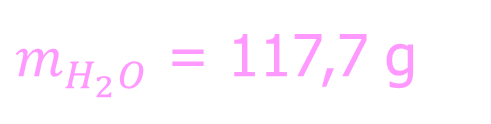 m_{H_2O} = 117,7 g